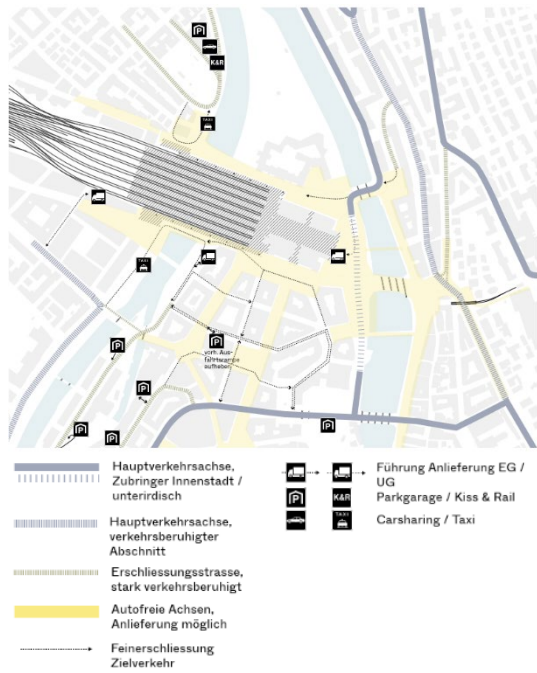 P
K&R
TAXI
TAXI
P
P
vorh. Aus-
fahrtsrampe
aufheben
P
P
P
P
Hauptverkehrsachse,
Zubringer Innenstadt /
unterirdisch
Hauptverkehrsachse,
verkehrsberuhigter
Abschnitt
Erschliessungsstrasse,
stark verkehrsberuhigt
Autofreie Achsen,
Anlieferung möglich
Feinerschliessung
Zielverkehr
Führung Anlieferung EG /
UG
P K&R Parkgarage / Kiss & Rail
TAXI Carsharing / Taxi